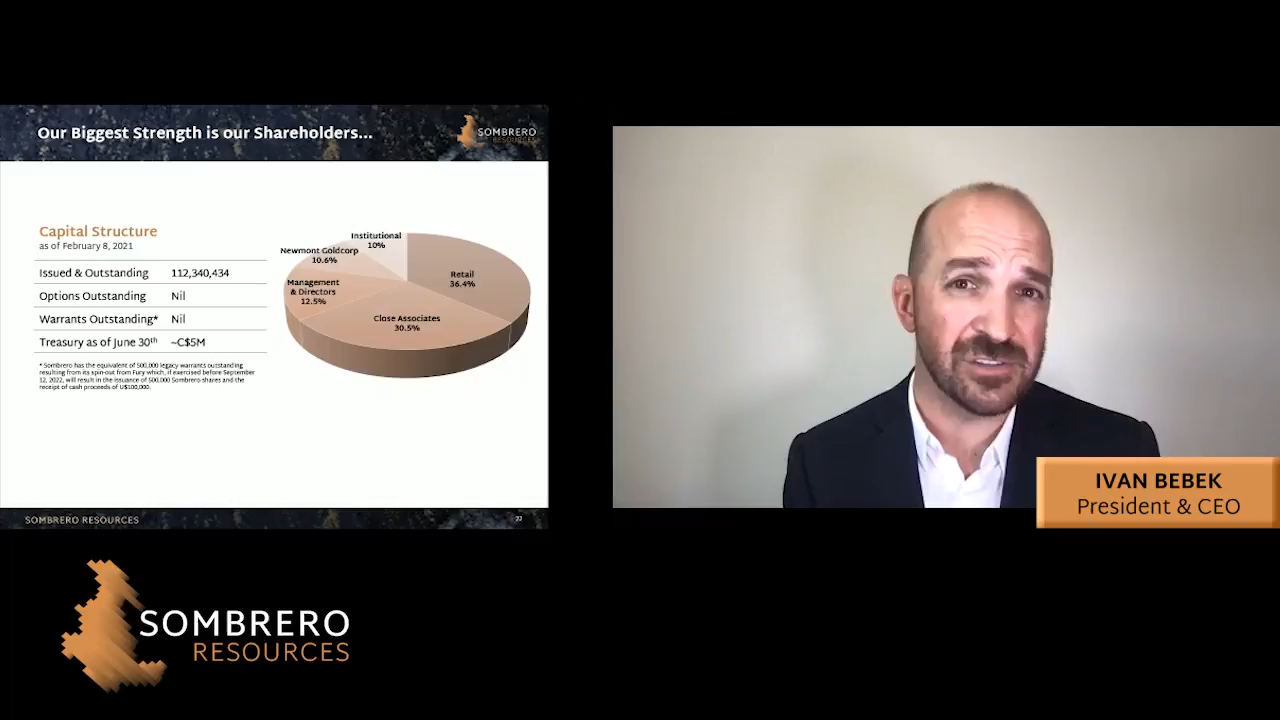 Our Biggest Strength is our Shareholders...
SOMBRERO
RESOURCES
Capital Structure
as of February 8, 2021
Issued & Outstanding 112,340,434
Options Outstanding Nil
Warrants Outstanding* Nil
Treasury as of June 30th ~C$5M
* Sombrero has the equivalent of 500,000 legacy warrants outstanding
resulting from its spin-out from Fury which, if exercised before September
12, 2022, will result in the issuance of 500,000 Sombrero shares and the
receipt of cash proceeds of U$100,000.
Institutional
10%
Newmont Goldcorp
10.6%
Management
& Directors
12.5%
Retail
36.4%
Close Associates
30.5%
SOMBRERO RESOURCES
22
IVAN BEBEK
President & CEO
SOMBRERO
RESOURCES